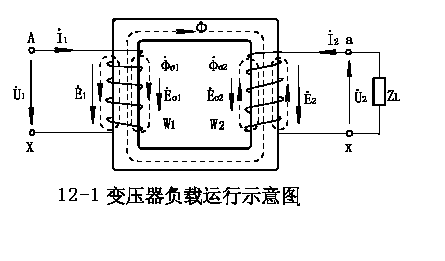 Φ̇
A İ1 İ2 a
Φ̇σ1 Φ̇σ2
U̇1 Ė1 Ėσ1 Ėσ2 Ė2 U̇2 ZL
W1 W2
X x
12-1 变压器负载运行示意图